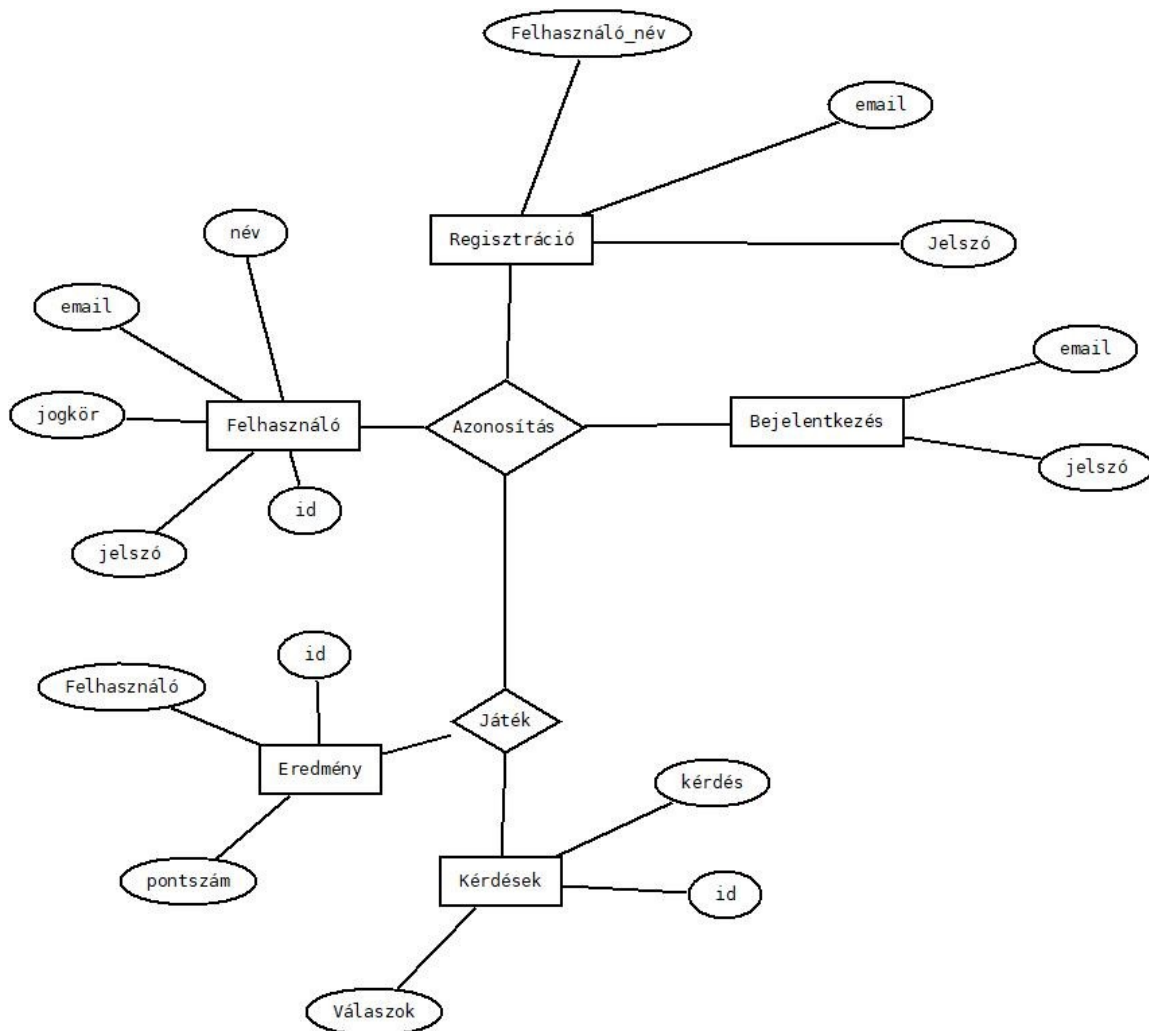 Felhasználó_név
email
Regisztráció
Jelszó
név
email
jogkör
Felhasználó
jelszó
id
Azonosítás
Bejelentkezés
email
jelszó
id
Felhasználó
Eredmény
pontszám
Játék
kérdés
Kérdések
id
Válaszok